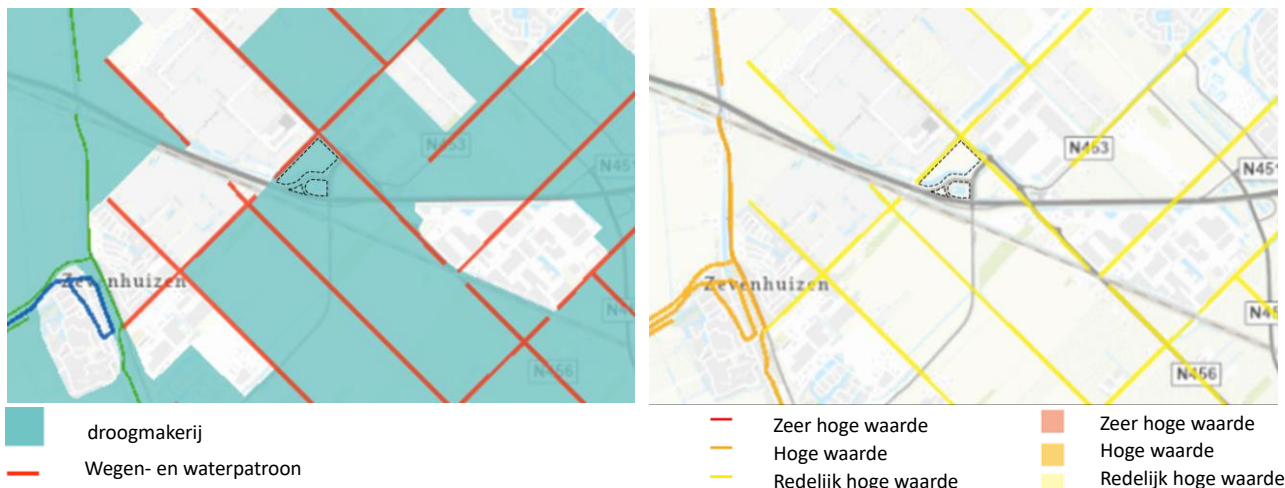 N453
N451
Zevenhuizen
N456
droogmakerij
Wegen- en waterpatroon
N453
N451
Zevenhuizen
N456
Zeer hoge waarde
Hoge waarde
Redelijk hoge waarde
Zeer hoge waarde
Hoge waarde
Redelijk hoge waarde